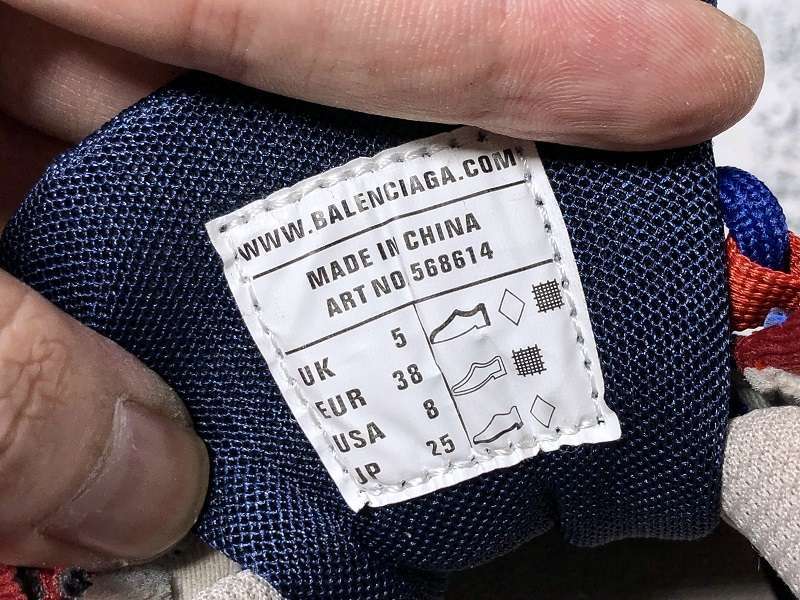 WWW.BALENCIAGA.COM
MADE IN CHINA
ART NO 568614
UK 5
EUR 38
USA 8
JP 25